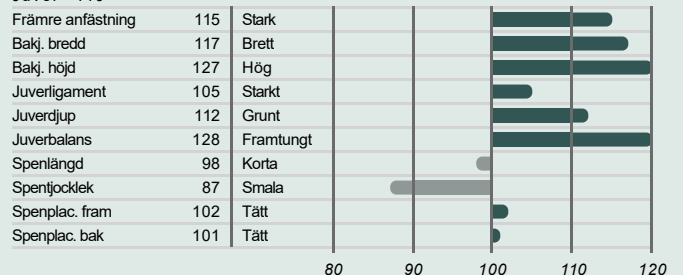 Främre anfästning 115 Stark
Bakj. bredd 117 Brett
Bakj. höjd 127 Hög
Juverligament 105 Starkt
Juverdjup 112 Grunt
Juverbalans 128 Framtungt
Spenlängd 98 Korta
Spentjocklek 87 Smala
Spenplac. fram 102 Tätt
Spenplac. bak 101 Tätt
80 90 100 110 120